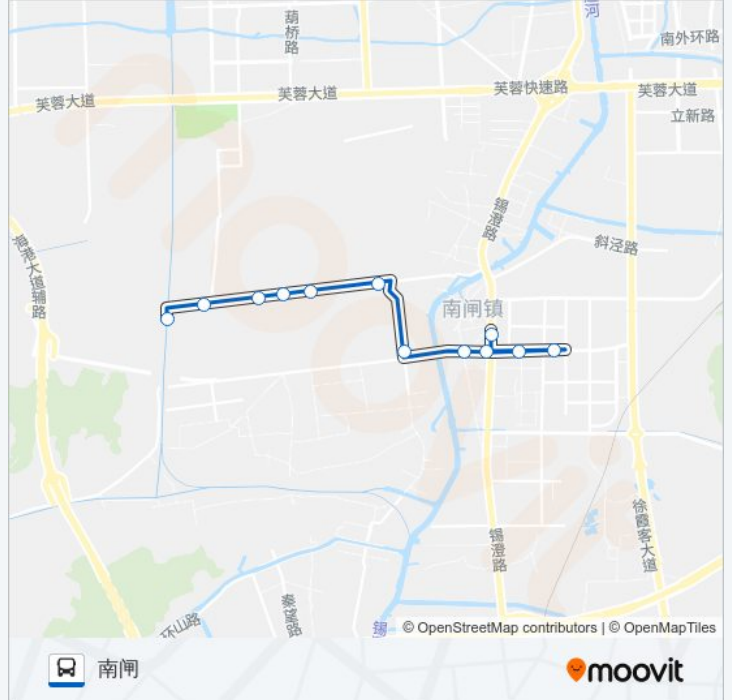 葫桥路
南外环路
芙蓉大道
芙蓉大道
芙蓉快速路
芙蓉大道
立新路
锡澄路
斜泾路
海港大道辅路
南闸镇
锡澄路
徐霞客大道
环山路
锡
© OpenStreetMap contributors | © OpenMapTiles
南闸
moovit